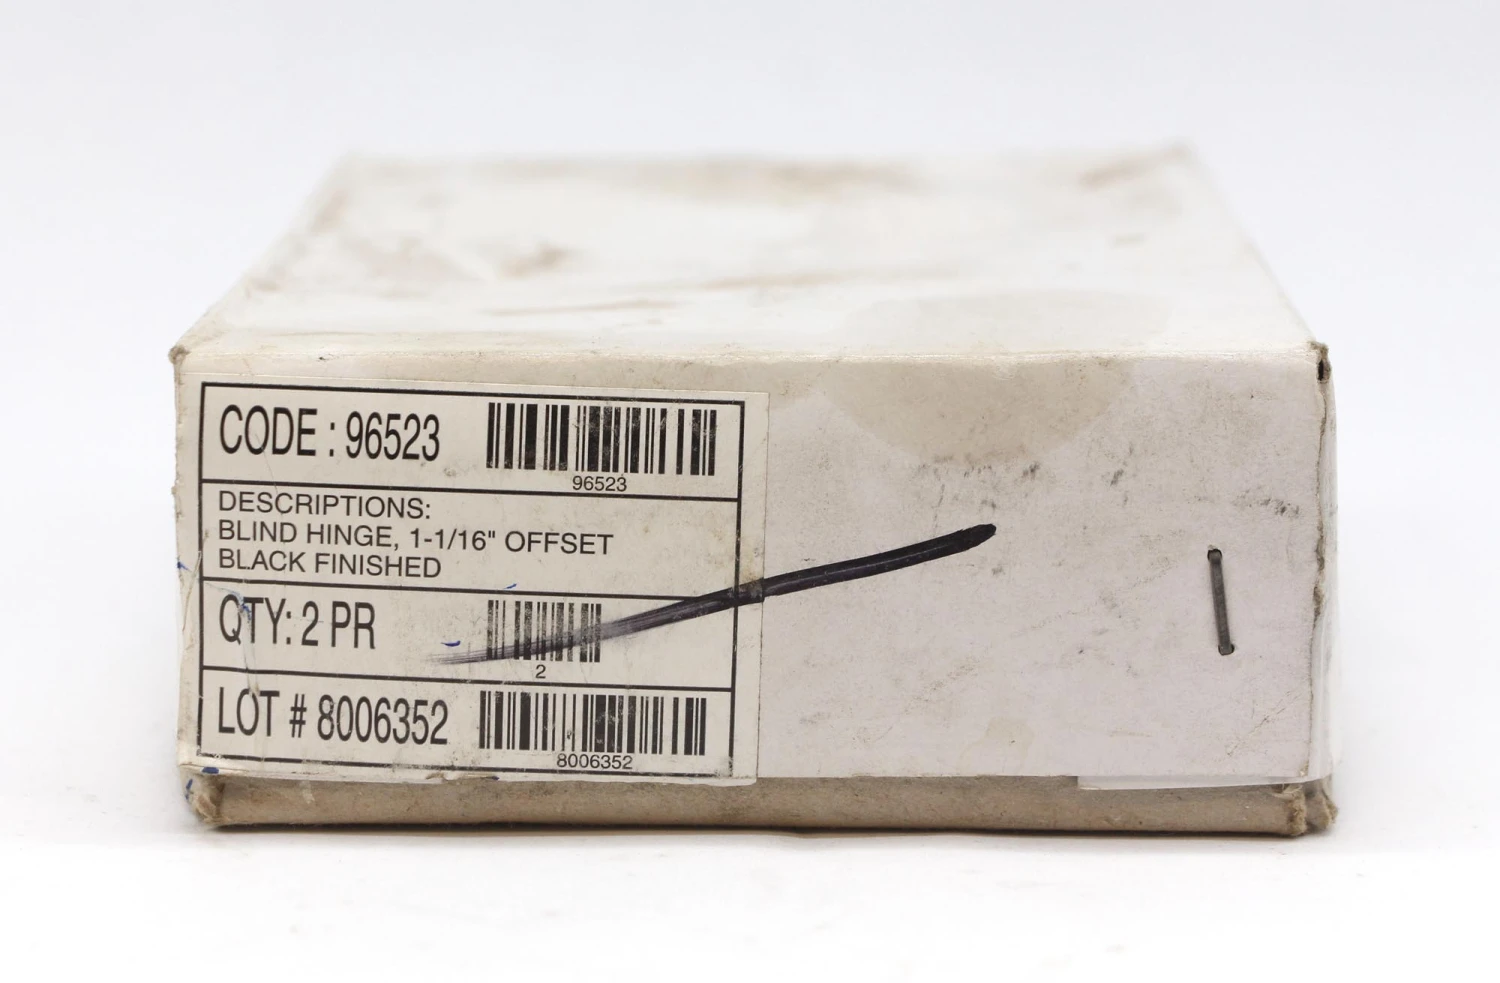 CODE : 96523
96523
DESCRIPTIONS:
BLIND HINGE, 1-1/16" OFFSET
BLACK FINISHED
QTY: 2 PR
2
LOT # 8006352
8006352